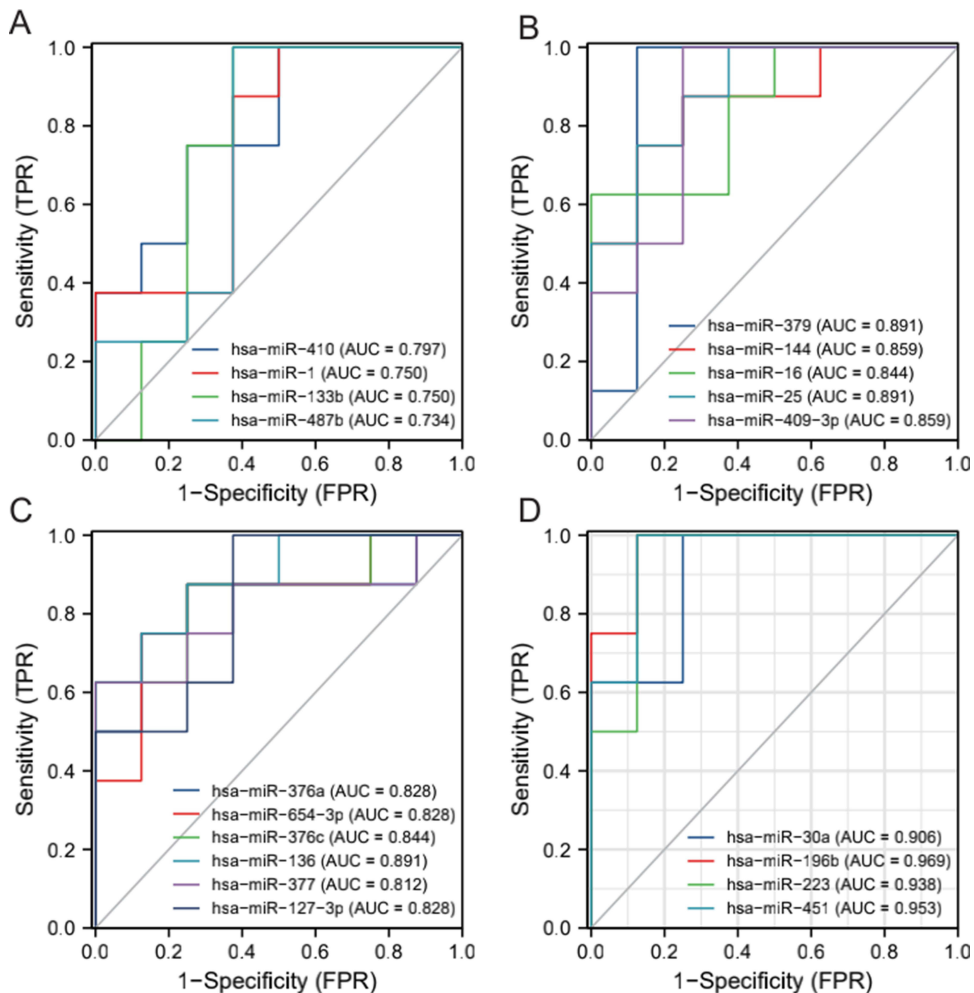 A
1.0
0.8
0.6
0.4
0.2
0.0
Sensitivity (TPR)
hsa-miR-410 (AUC = 0.797)
hsa-miR-1 (AUC = 0.750)
hsa-miR-133b (AUC = 0.750)
hsa-miR-487b (AUC = 0.734)
0.0 0.2 0.4 0.6 0.8 1.0
1-Specificity (FPR)
B
1.0
0.8
0.6
0.4
0.2
0.0
Sensitivity (TPR)
hsa-miR-379 (AUC = 0.891)
hsa-miR-144 (AUC = 0.859)
hsa-miR-16 (AUC = 0.844)
hsa-miR-25 (AUC = 0.891)
hsa-miR-409-3p (AUC = 0.859)
0.0 0.2 0.4 0.6 0.8 1.0
1-Specificity (FPR)
C
1.0
0.8
0.6
0.4
0.2
0.0
Sensitivity (TPR)
hsa-miR-376a (AUC = 0.828)
hsa-miR-654-3p (AUC = 0.828)
hsa-miR-376c (AUC = 0.844)
hsa-miR-136 (AUC = 0.891)
hsa-miR-377 (AUC = 0.812)
hsa-miR-127-3p (AUC = 0.828)
0.0 0.2 0.4 0.6 0.8 1.0
1-Specificity (FPR)
D
1.0
0.8
0.6
0.4
0.2
0.0
Sensitivity (TPR)
hsa-miR-30a (AUC = 0.906)
hsa-miR-196b (AUC = 0.969)
hsa-miR-223 (AUC = 0.938)
hsa-miR-451 (AUC = 0.953)
0.0 0.2 0.4 0.6 0.8 1.0
1-Specificity (FPR)